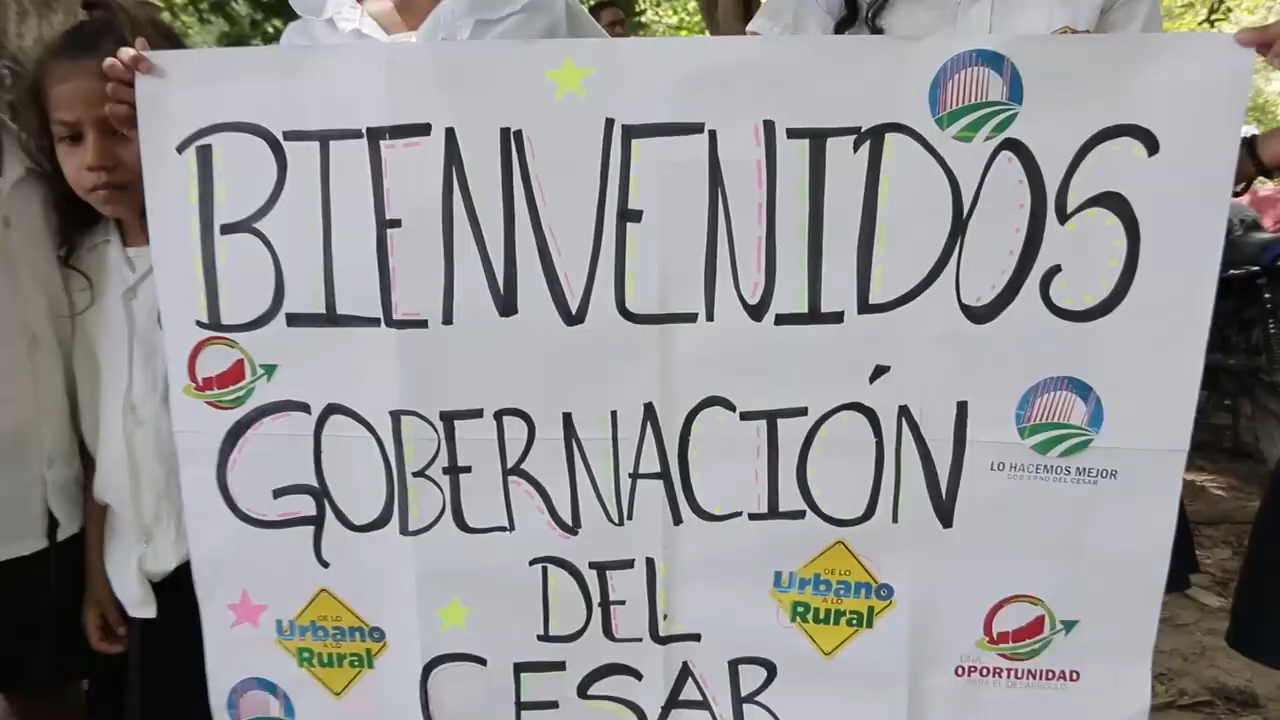 BIENVENIDOS
GOBERNACIÓN
LO HACEMOS MEJOR
GOBIERNO DEL CESAR
DEL
DE LO
Urbano
A LO
Rural
DE LO
Urbano
A LO
Rural
UNA
OPORTUNIDAD
PARA EL DESARROLLO
CESAR